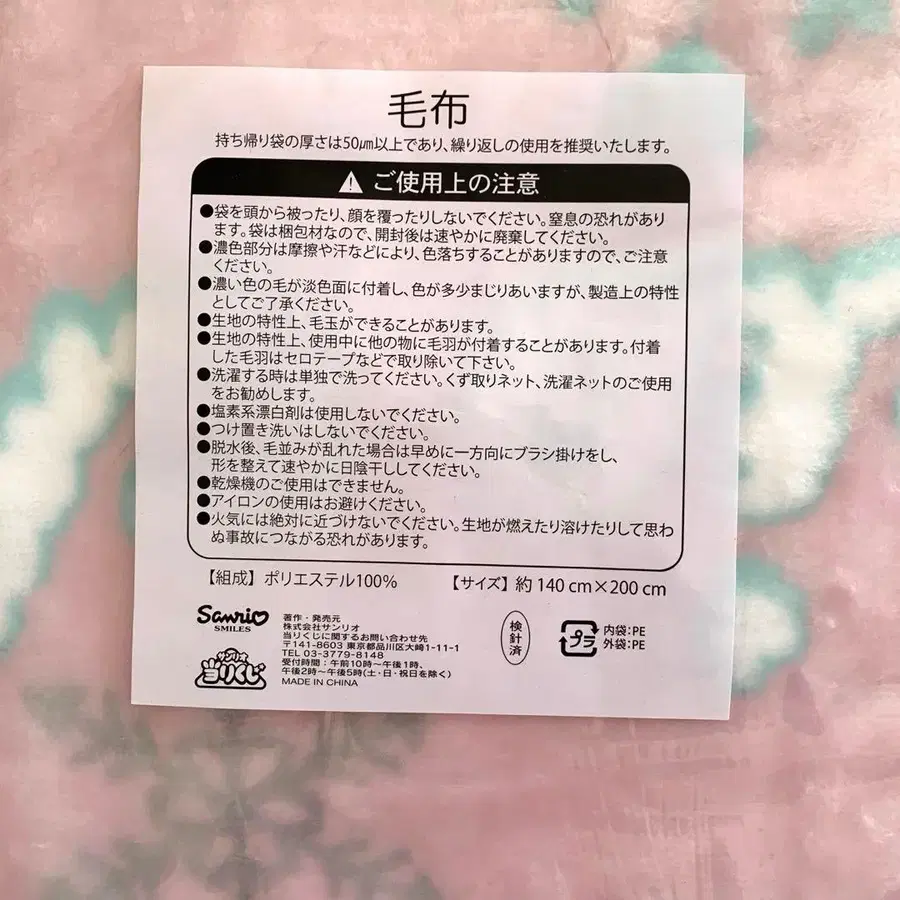 毛布
持ち帰り袋の厚さは50㎛以上であり、繰り返しの使用を推奨いたします。
ご使用上の注意
●袋を頭から被ったり、顔を覆ったりしないでください。窒息の恐れがあり
ます。袋は梱包材なので、開封後は速やかに廃棄してください。
●濃色部分は摩擦や汗などにより、色落ちすることがありますので、ご注意
ください。
●濃い色の毛が淡色面に付着し、色が多少まじりあいますが、製造上の特性
としてご了承ください。
●生地の特性上、毛玉ができることがあります。
●生地の特性上、使用中に他の物に毛羽が付着することがあります。付着
した毛羽はセロテープなどで取り除いて下さい。
●洗濯する時は単独で洗ってください。くず取りネット、洗濯ネットのご使用
をお勧めします。
●塩素系漂白剤は使用しないでください。
●つけ置き洗いはしないでください。
●脱水後、毛並みが乱れた場合は早めに一方向にブラシ掛けをし、
形を整えて速やかに日陰干ししてください。
●乾燥機のご使用はできません。
●アイロンの使用はお避けください。
●火気には絶対に近づけないでください。生地が燃えたり溶けたりして思わ
ぬ事故につながる恐れがあります。
【組成】ポリエステル100% 【サイズ】約 140 cm×200 cm
Sanrio
SMILES
サンリオ
当りくじ
著作・発売元
株式会社サンリオ
当りくじに関するお問い合わせ先
〒141-8603 東京都品川区大崎1-11-1
TEL 03-3779-8148
受付時間:午前10時〜午後1時、
午後2時〜午後5時(土・日・祝日を除く)
MADE IN CHINA
検針済
プラ
内袋:PE
外袋:PE